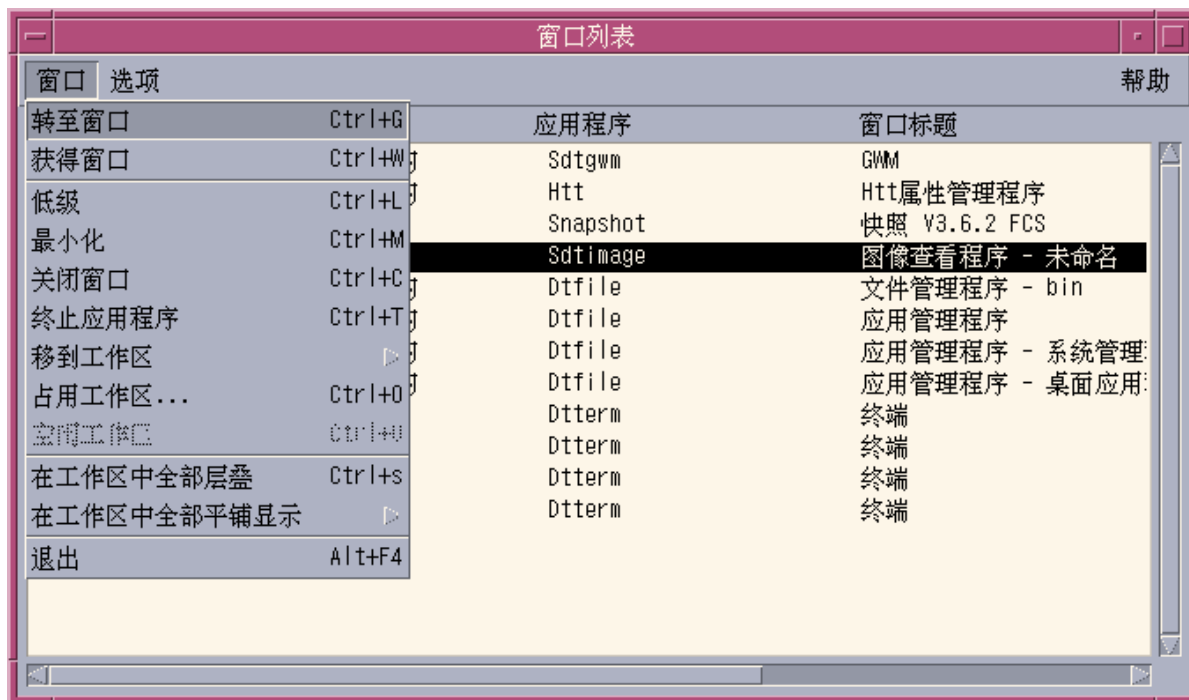 窗口列表
窗口 选项 帮助
转至窗口 Ctrl+G
获得窗口 Ctrl+W
低级 Ctrl+L
最小化 Ctrl+M
关闭窗口 Ctrl+C
终止应用程序 Ctrl+T
移到工作区
占用工作区... Ctrl+O
空闲工作区 Ctrl+U
在工作区中全部层叠 Ctrl+s
在工作区中全部平铺显示
退出 Alt+F4
应用程序 窗口标题
Sdtgwm GWM
Htt Htt属性管理程序
Snapshot 快照 V3.6.2 FCS
Sdtimage 图像查看程序 - 未命名
Dtfile 文件管理程序 - bin
Dtfile 应用管理程序
Dtfile 应用管理程序 - 系统管理
Dtfile 应用管理程序 - 桌面应用
Dtterm 终端
Dtterm 终端
Dtterm 终端
Dtterm 终端